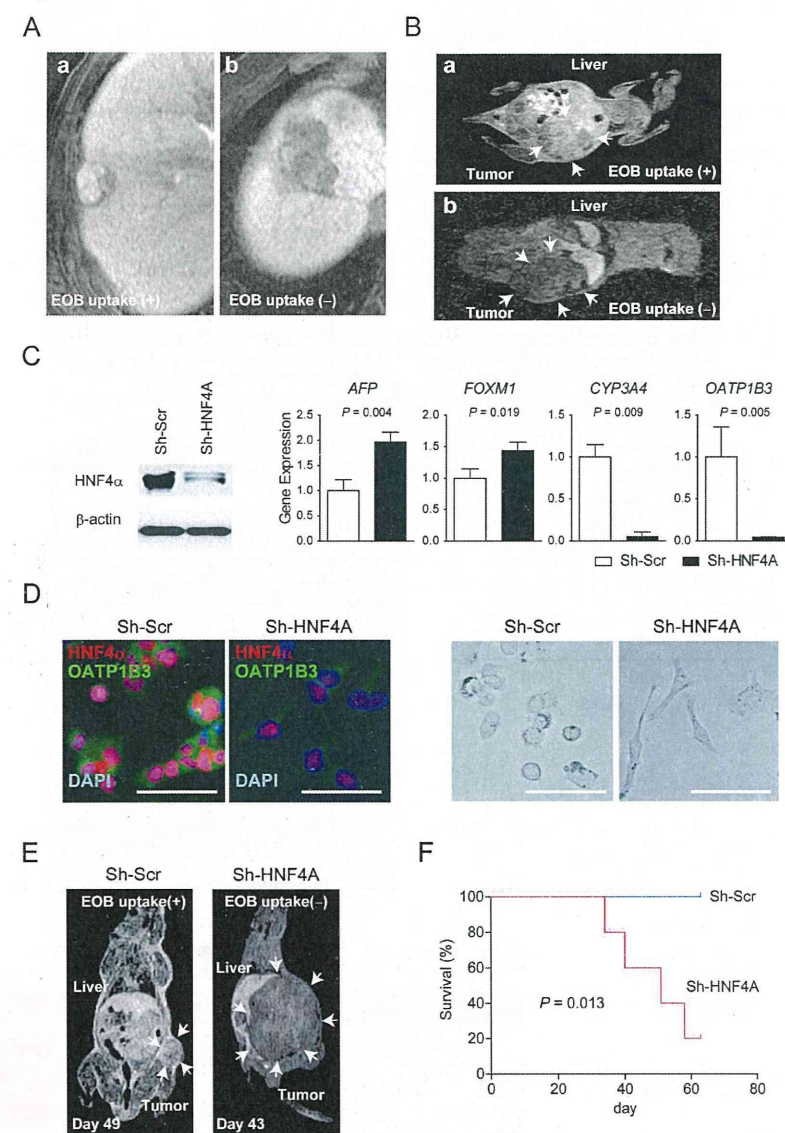 A
a
b
EOB uptake (+)
EOB uptake (–)
B
a
Liver
Tumor
EOB uptake (+)
b
Liver
Tumor
EOB uptake (–)
C
Sh-Scr
Sh-HNF4A
HNF4α
β-actin
Gene Expression
AFP
P = 0.004
2.5
2.0
1.5
1.0
0.5
0.0
FOXM1
P = 0.019
2.0
1.5
1.0
0.5
0.0
CYP3A4
P = 0.009
1.5
1.0
0.5
0.0
OATP1B3
P = 0.005
1.5
1.0
0.5
0.0
Sh-Scr
Sh-HNF4A
D
Sh-Scr
Sh-HNF4A
HNF4α
OATP1B3
DAPI
HNF4α
OATP1B3
DAPI
Sh-Scr
Sh-HNF4A
E
Sh-Scr
Sh-HNF4A
EOB uptake(+)
Liver
Tumor
Day 49
EOB uptake(–)
Liver
Tumor
Day 43
F
Survival (%)
100
80
60
40
20
0
Sh-Scr
Sh-HNF4A
P = 0.013
0
20
40
60
80
day